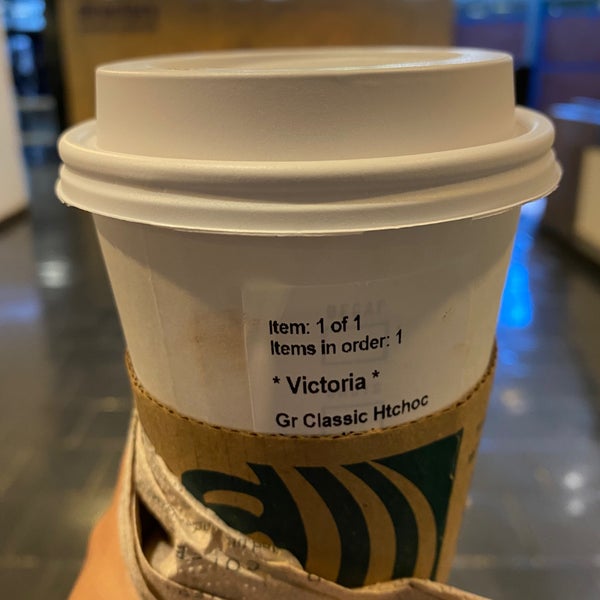 Item: 1 of 1
Items in order: 1
* Victoria *
Gr Classic Htchoc